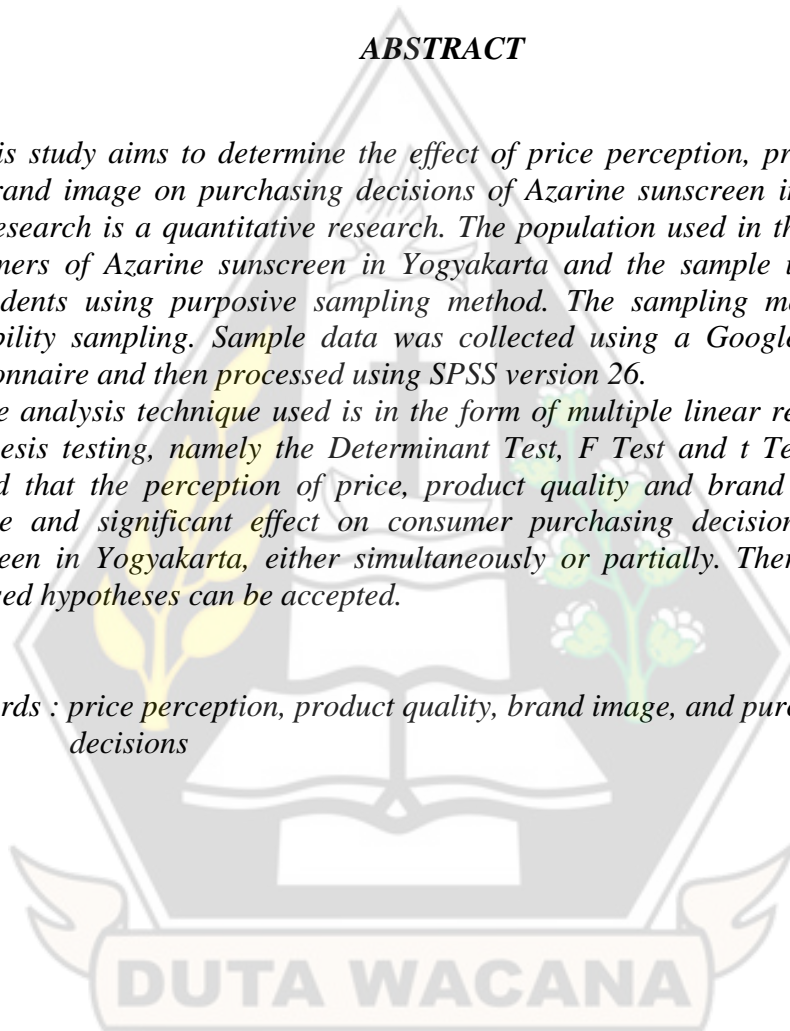 ABSTRACT
is study aims to determine the effect of price perception, pr
rand image on purchasing decisions of Azarine sunscreen in
esearch is a quantitative research. The population used in th
ners of Azarine sunscreen in Yogyakarta and the sample u
dents using purposive sampling method. The sampling me
bility sampling. Sample data was collected using a Google
onnaire and then processed using SPSS version 26.
e analysis technique used is in the form of multiple linear re
esis testing, namely the Determinant Test, F Test and t Te
d that the perception of price, product quality and brand
e and significant effect on consumer purchasing decision
een in Yogyakarta, either simultaneously or partially. Ther
sed hypotheses can be accepted.
rds : price perception, product quality, brand image, and purc
decisions
DUTA WACANA